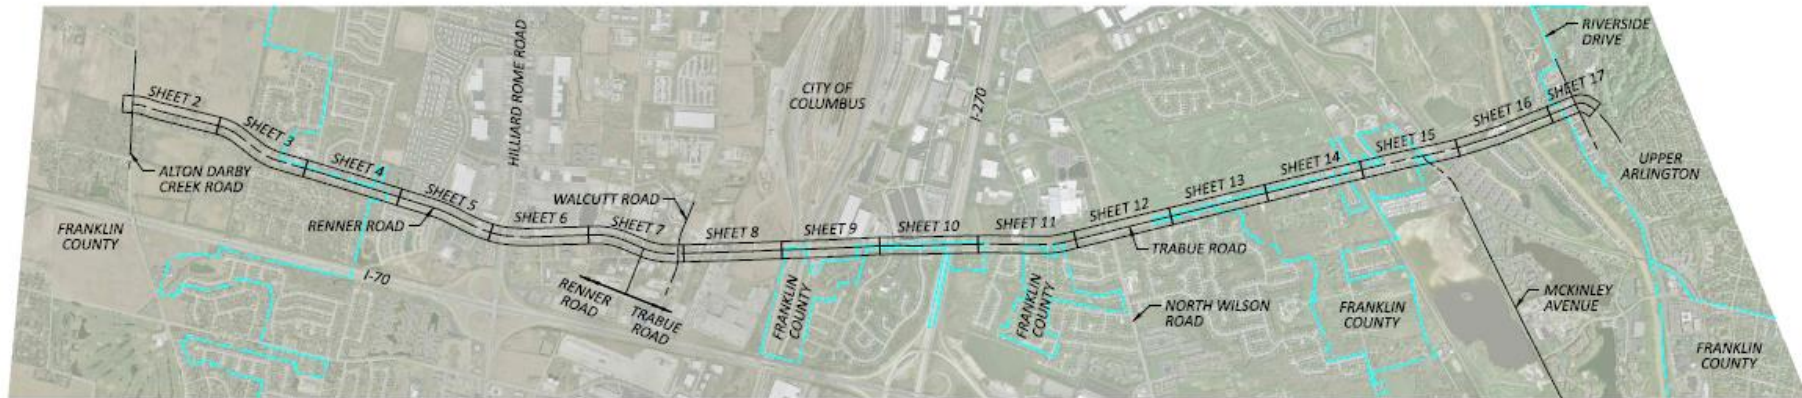 RIVERSIDE
DRIVE
SHEET 17
SHEET 16
SHEET 2
HILLIARD ROME ROAD
CITY OF
COLUMBUS
I-270
SHEET 3
SHEET 15
SHEET 14
UPPER
ARLINGTON
ALTON DARBY
CREEK ROAD
SHEET 4
SHEET 13
SHEET 5
WALCUTT ROAD
SHEET 12
FRANKLIN
COUNTY
RENNER ROAD
SHEET 6
SHEET 7
SHEET 8
SHEET 9
SHEET 10
SHEET 11
TRABUE ROAD
I-70
RENNER
ROAD
TRABUE
ROAD
FRANKLIN
COUNTY
FRANKLIN
COUNTY
NORTH WILSON
ROAD
FRANKLIN
COUNTY
MCKINLEY
AVENUE
FRANKLIN
COUNTY